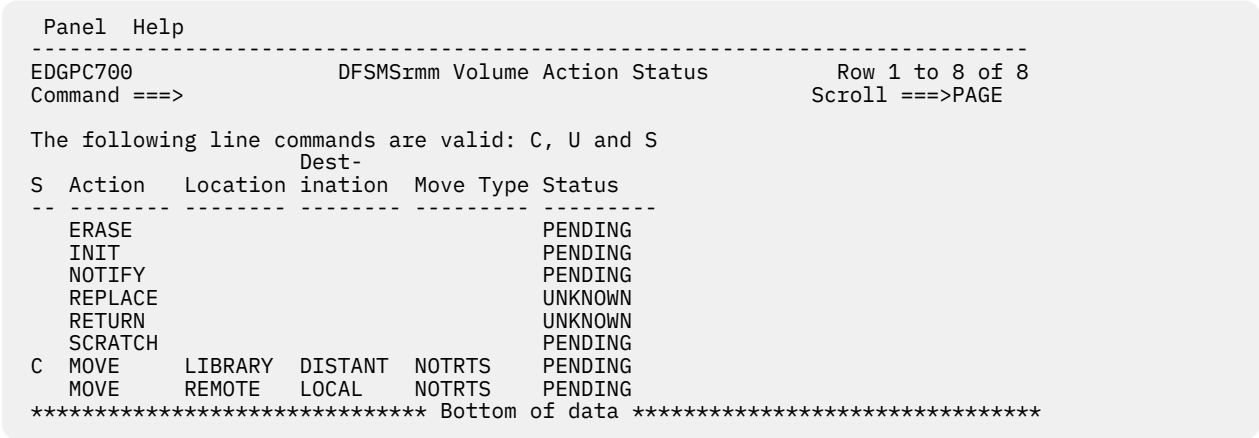 Panel  Help
------------------------------------------------------------------------------
EDGPC700                DFSMSrmm Volume Action Status          Row 1 to 8 of 8
Command ===>                                                 Scroll ===>PAGE
The following line commands are valid: C, U and S
                     Dest-
S  Action   Location ination  Move Type Status
-- -------- -------- -------- --------- ---------
   ERASE                                PENDING
   INIT                                 PENDING
   NOTIFY                               PENDING
   REPLACE                              UNKNOWN
   RETURN                               UNKNOWN
   SCRATCH                              PENDING
C  MOVE     LIBRARY  DISTANT  NOTRTS    PENDING
   MOVE     REMOTE   LOCAL    NOTRTS    PENDING
******************************* Bottom of data ********************************